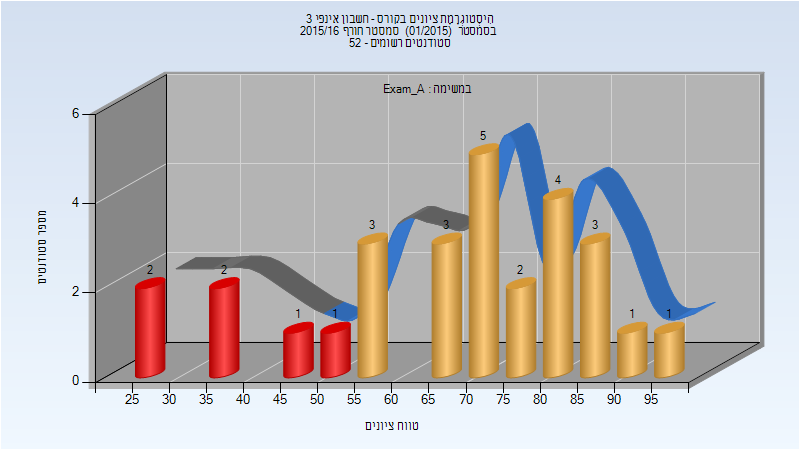 היסטוגרמת ציונים בקורס - חשבון אינפי 3
בסמסטר (01/2015) סמסטר חורף 2015/16
סטודנטים רשומים - 52
במשימה : Exam_A
מספר סטודנטים
6
4
2
0
2
2
1
1
3
3
5
2
4
3
1
1
25 30 35 40 45 50 55 60 65 70 75 80 85 90 95
טווח ציונים